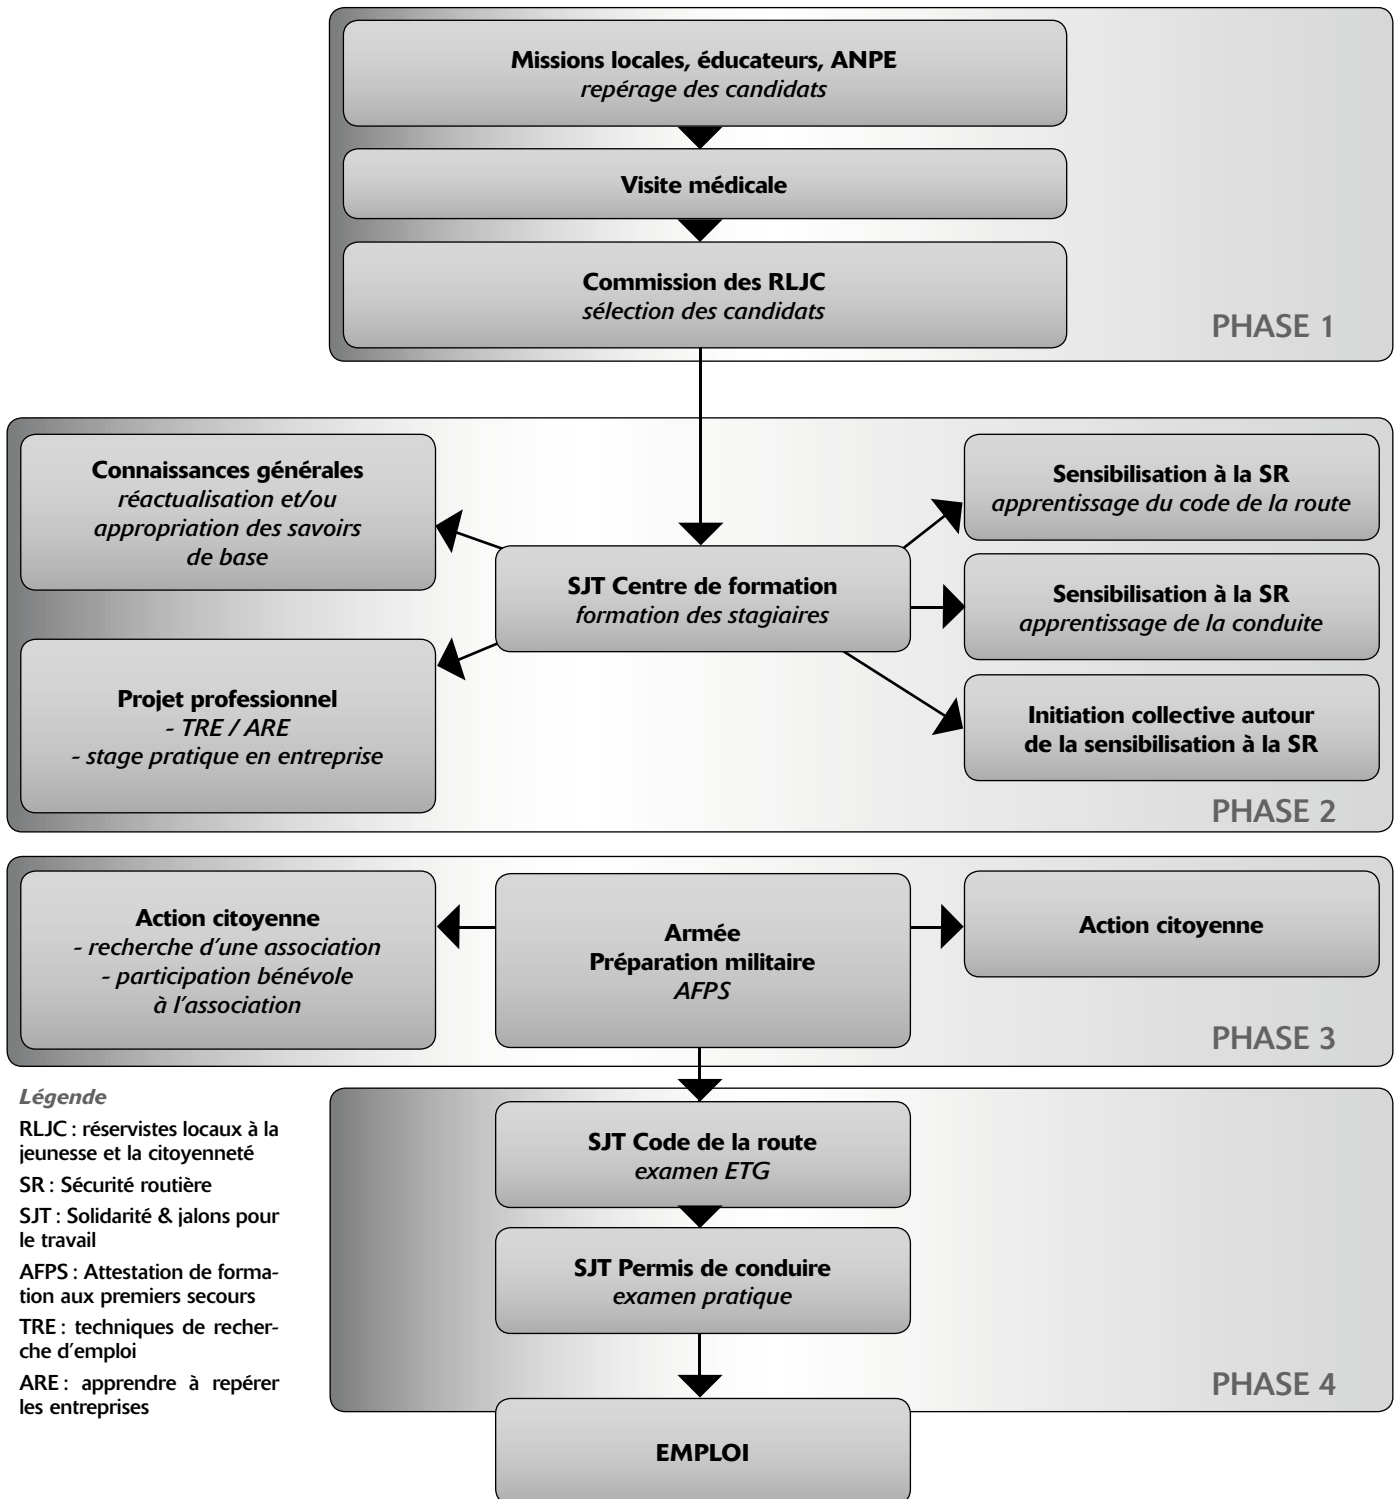 Missions locales, éducateurs, ANPE
repérage des candidats
Visite médicale
Commission des RLJC
sélection des candidats
PHASE 1
Connaissances générales
réactualisation et/ou
appropriation des savoirs
de base
Projet professionnel
- TRE / ARE
- stage pratique en entreprise
SJT Centre de formation
formation des stagiaires
Sensibilisation à la SR
apprentissage du code de la route
Sensibilisation à la SR
apprentissage de la conduite
Initiation collective autour
de la sensibilisation à la SR
PHASE 2
Action citoyenne
- recherche d'une association
- participation bénévole
à l'association
Armée
Préparation militaire
AFPS
Action citoyenne
PHASE 3
Légende
RLJC : réservistes locaux à la
jeunesse et la citoyenneté
SR : Sécurité routière
SJT : Solidarité & jalons pour
le travail
AFPS : Attestation de forma-
tion aux premiers secours
TRE : techniques de recher-
che d'emploi
ARE : apprendre à repérer
les entreprises
SJT Code de la route
examen ETG
SJT Permis de conduire
examen pratique
PHASE 4
EMPLOI